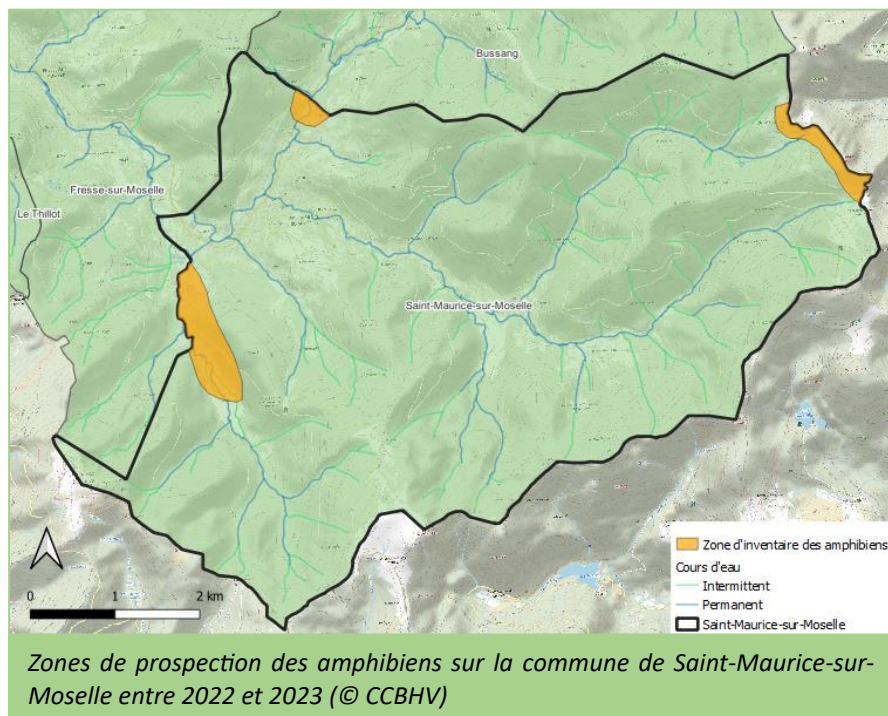 Bussang
Fresse-sur-Moselle
Le Thillot
Saint-Maurice-sur-Moselle
0 1 2 km
Zone d'inventaire des amphibiens
Cours d'eau
Intermittent
Permanent
Saint-Maurice-sur-Moselle
Zones de prospection des amphibiens sur la commune de Saint-Maurice-sur-
Moselle entre 2022 et 2023 (© CCBHV)